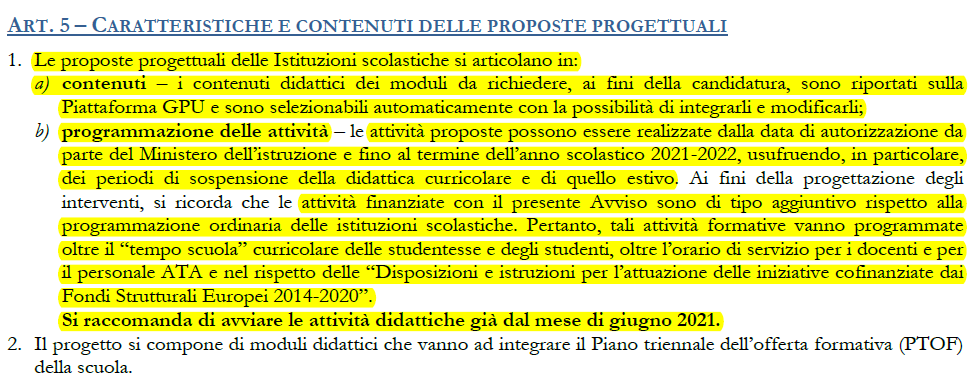 ART. 5 – CARATTERISTICHE E CONTENUTI DELLE PROPOSTE PROGETTUALI
1. Le proposte progettuali delle Istituzioni scolastiche si articolano in:
a) contenuti – i contenuti didattici dei moduli da richiedere, ai fini della candidatura, sono riportati sulla
Piattaforma GPU e sono selezionabili automaticamente con la possibilità di integrarli e modificarli;
b) programmazione delle attività – le attività proposte possono essere realizzate dalla data di autorizzazione da
parte del Ministero dell’istruzione e fino al termine dell’anno scolastico 2021-2022, usufruendo, in particolare,
dei periodi di sospensione della didattica curricolare e di quello estivo. Ai fini della progettazione degli
interventi, si ricorda che le attività finanziate con il presente Avviso sono di tipo aggiuntivo rispetto alla
programmazione ordinaria delle istituzioni scolastiche. Pertanto, tali attività formative vanno programmate
oltre il “tempo scuola” curricolare delle studentesse e degli studenti, oltre l’orario di servizio per i docenti e per
il personale ATA e nel rispetto delle “Disposizioni e istruzioni per l’attuazione delle iniziative cofinanziate dai
Fondi Strutturali Europei 2014-2020”.
Si raccomanda di avviare le attività didattiche già dal mese di giugno 2021.
2. Il progetto si compone di moduli didattici che vanno ad integrare il Piano triennale dell’offerta formativa (PTOF)
della scuola.